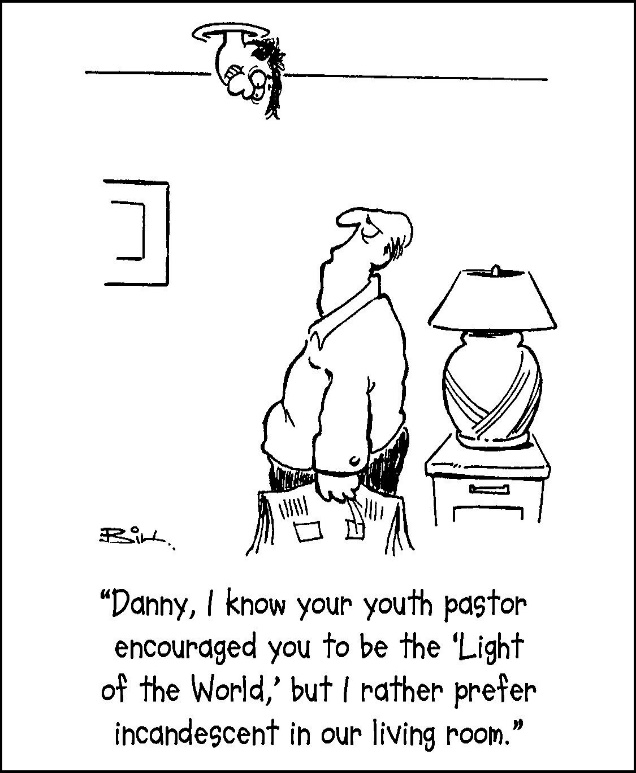 Bill.
"Danny, I know your youth pastor
encouraged you to be the 'Light
of the World,' but I rather prefer
incandescent in our living room."